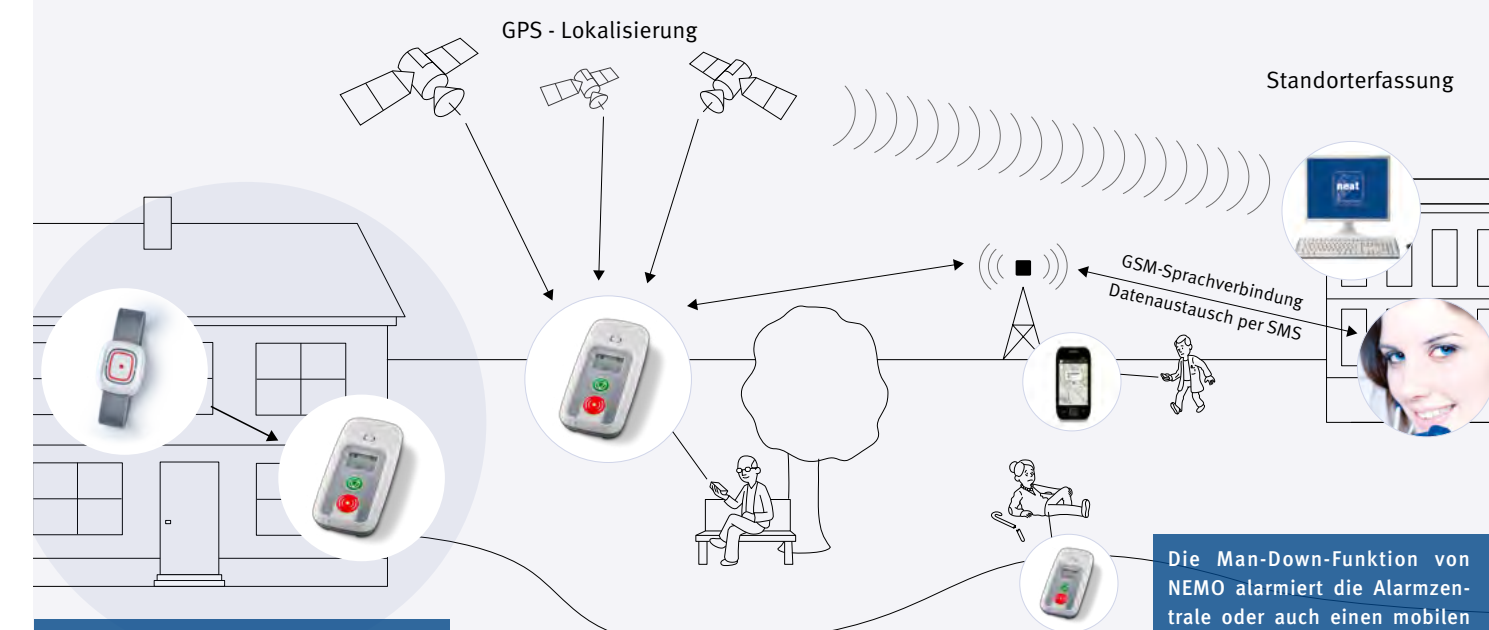 GPS - Lokalisierung
Standorterfassung
neat
GSM-Sprachverbindung
Datenaustausch per SMS
Die Man-Down-Funktion von
NEMO alarmiert die Alarmzen-
trale oder auch einen mobilen